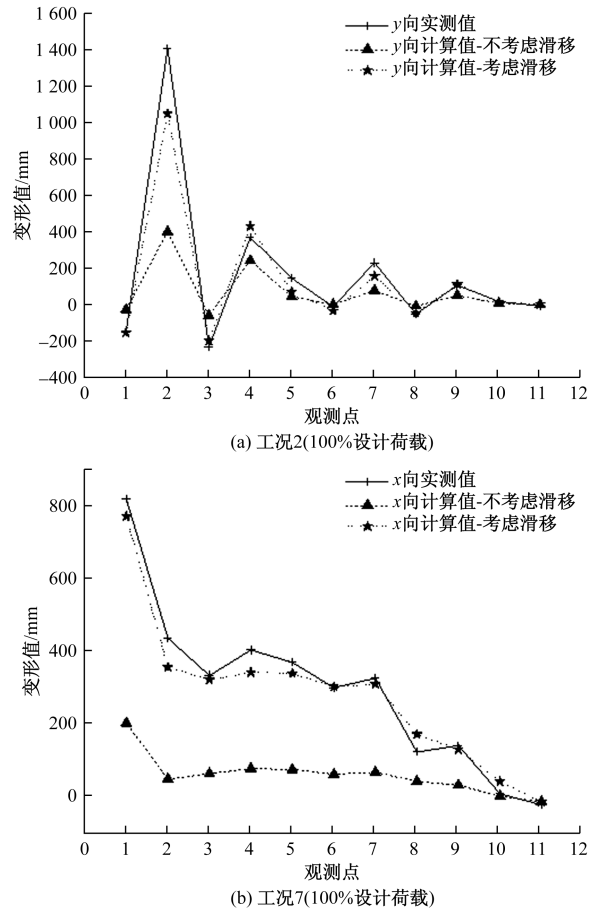 1 600
y向实测值
1 400
y向计算值-不考虑滑移
1 200
y向计算值-考虑滑移
1 000
800
600
400
200
0
–200
–400
变形值/mm
0 1 2 3 4 5 6 7 8 9 10 11 12
观测点
(a) 工况2(100%设计荷载)
x向实测值
x向计算值-不考虑滑移
x向计算值-考虑滑移
800
600
400
200
0
变形值/mm
0 1 2 3 4 5 6 7 8 9 10 11 12
观测点
(b) 工况7(100%设计荷载)